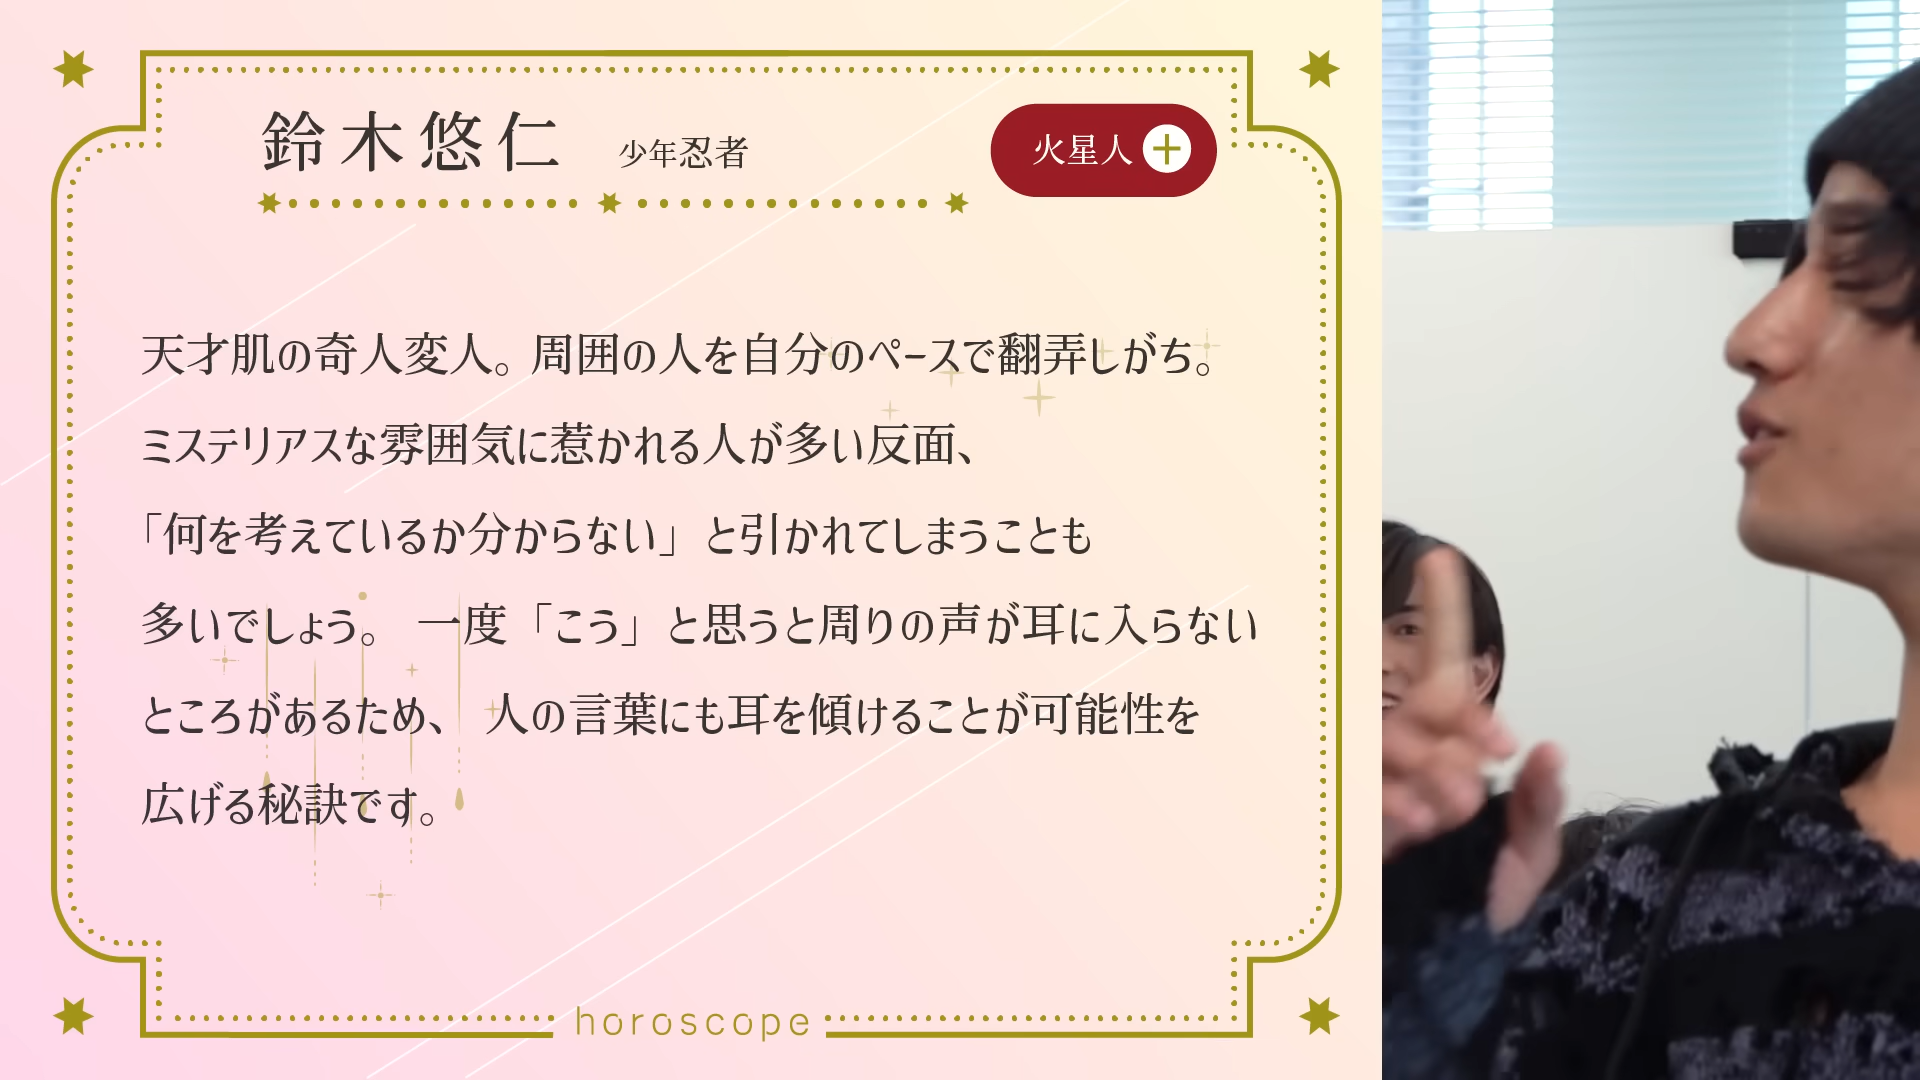 鈴木悠仁 少年忍者 火星人+
天才肌の奇人変人。周囲の人を自分のペースで翻弄しがち。
ミステリアスな雰囲気に惹かれる人が多い反面、
「何を考えているか分からない」と引かれてしまうことも
多いでしょう。 一度「こう」と思うと周りの声が耳に入らない
ところがあるため、 人の言葉にも耳を傾けることが可能性を
広げる秘訣です。
horoscope